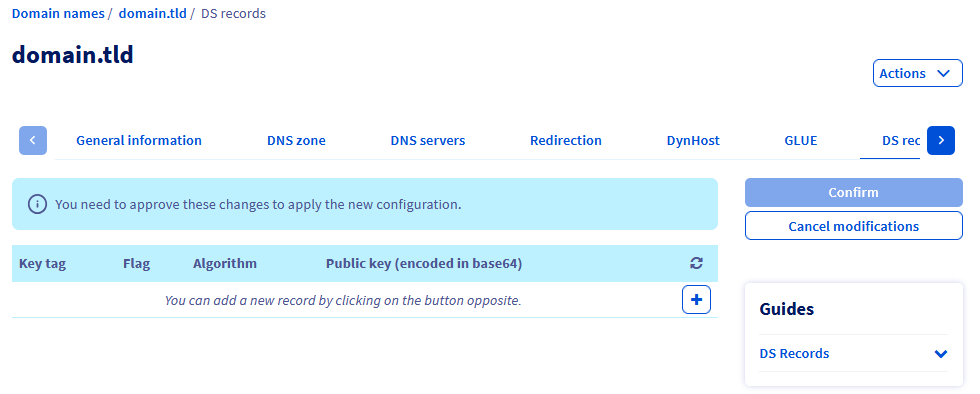 Domain names / domain.tld / DS records
domain.tld
Actions
General information DNS zone DNS servers Redirection DynHost GLUE DS rec
You need to approve these changes to apply the new configuration.
Confirm
Cancel modifications
Key tag Flag Algorithm Public key (encoded in base64)
You can add a new record by clicking on the button opposite.
Guides
DS Records